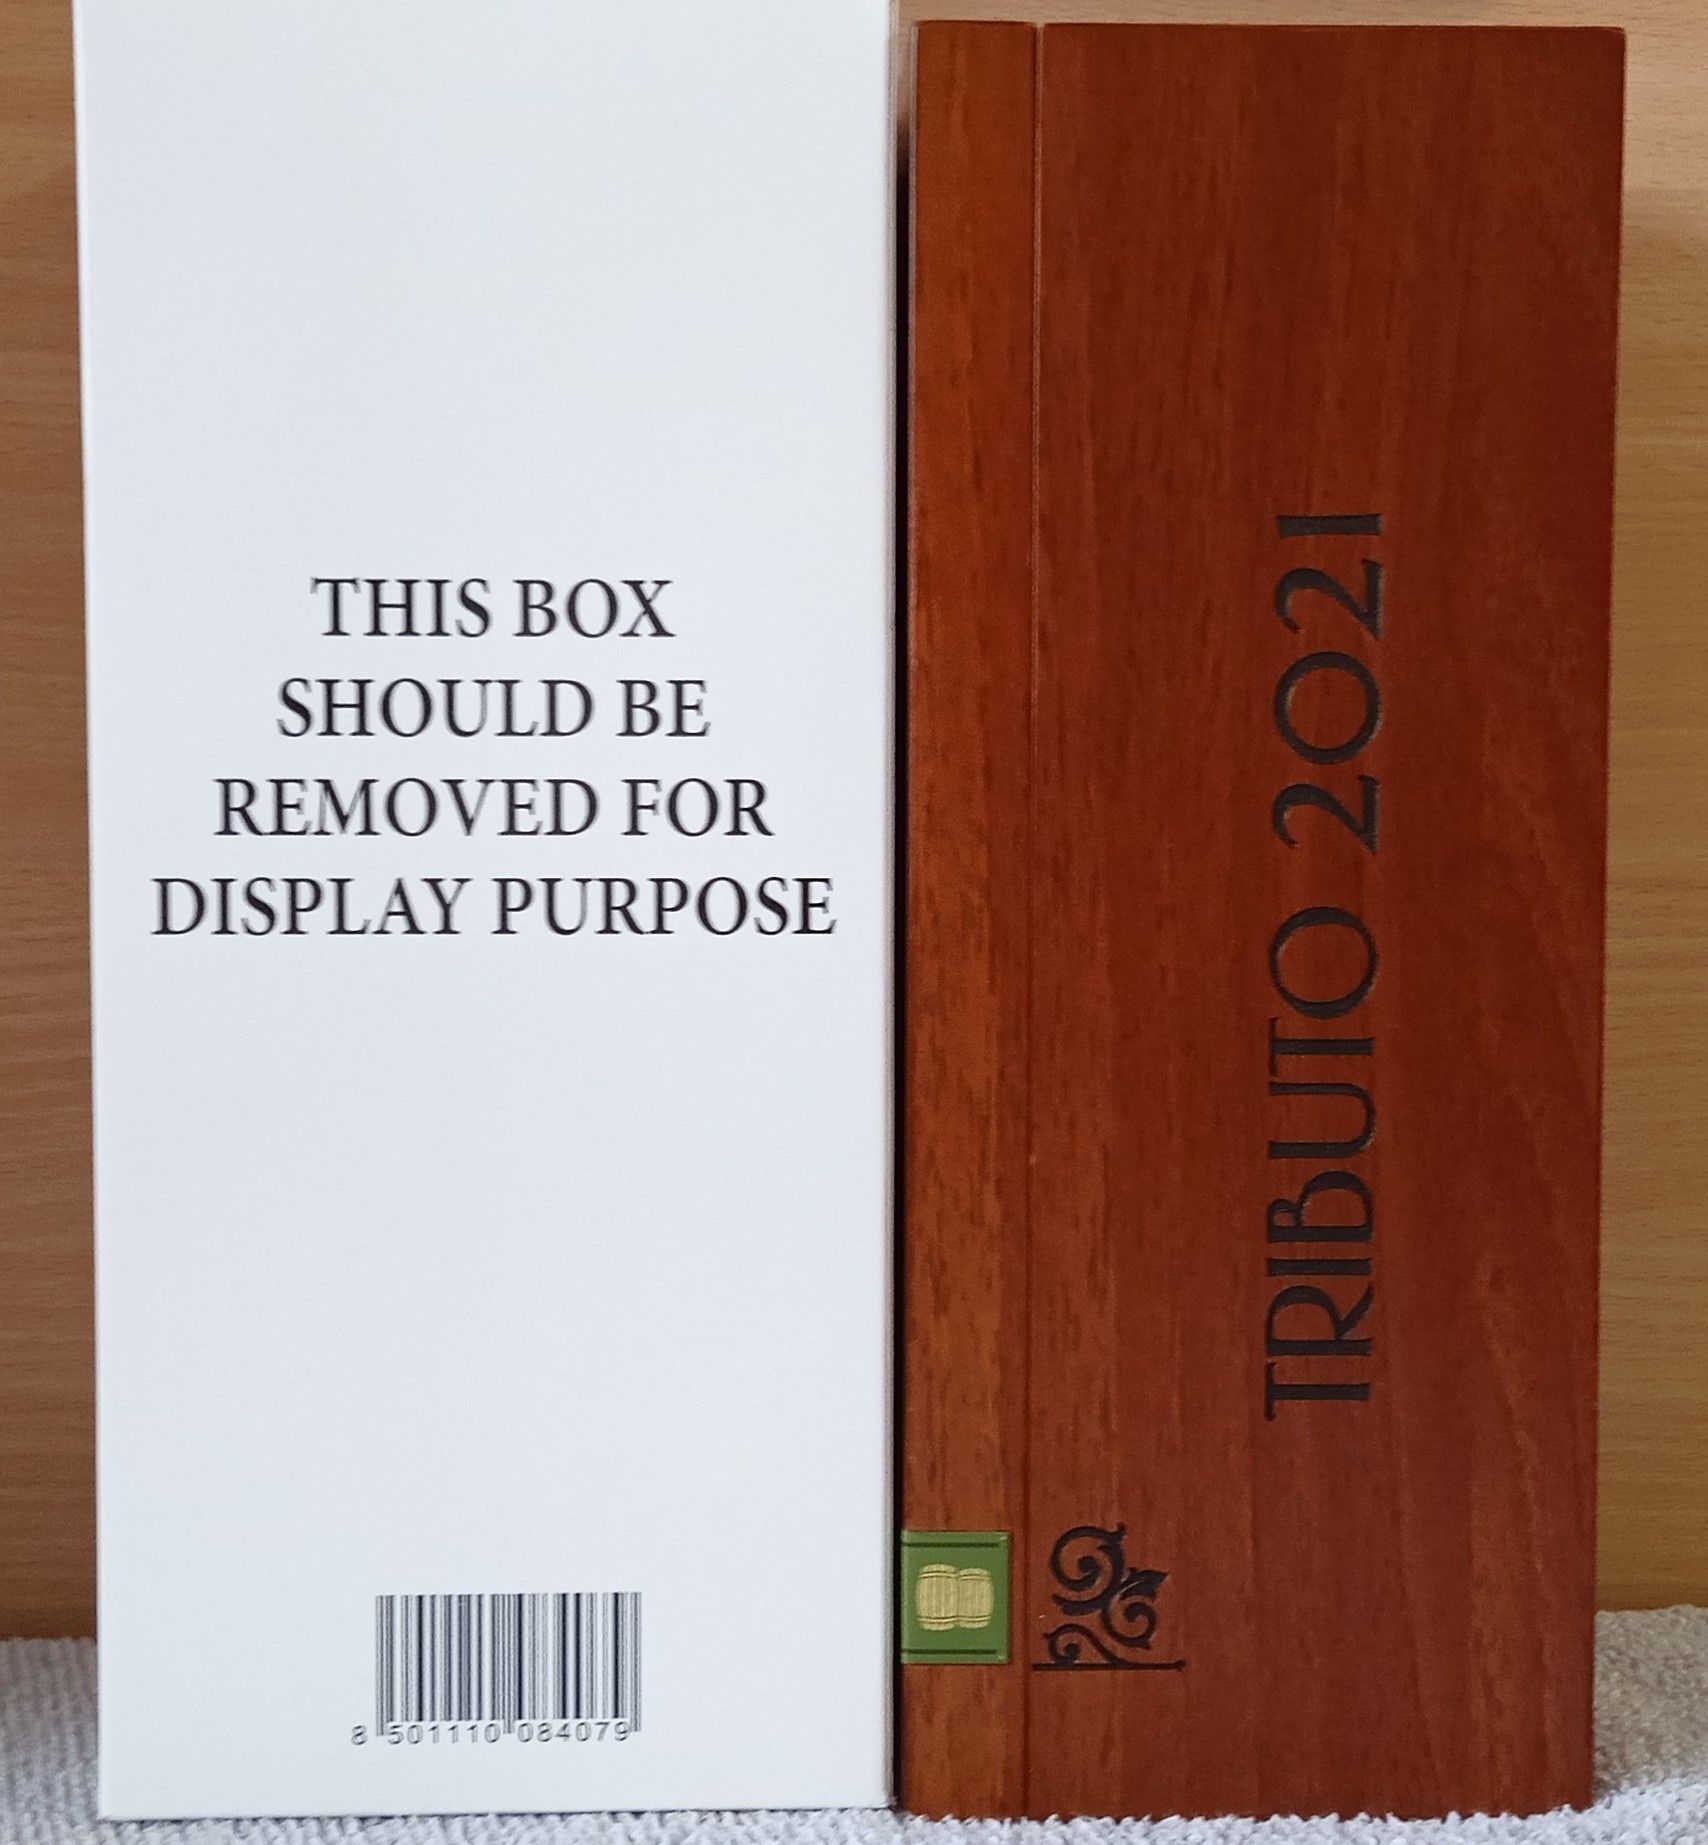 THIS BOX
SHOULD BE
REMOVED FOR
DISPLAY PURPOSE
8 501110 084079
TRIBUTO 2021